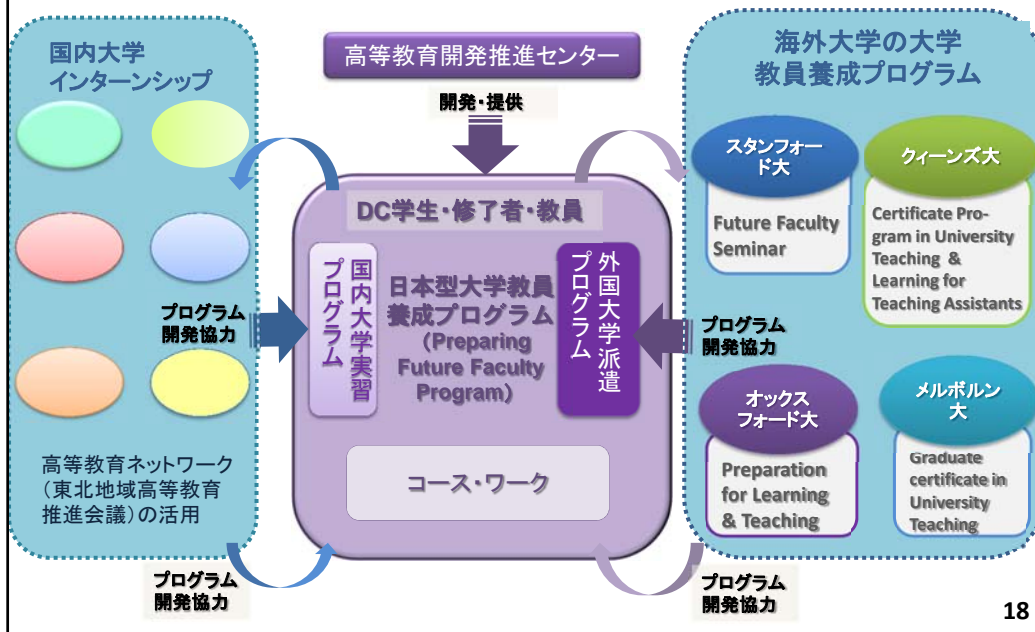 国内大学
インターンシップ
プログラム
開発協力
高等教育ネットワーク
（東北地域高等教育
推進会議）の活用
プログラム
開発協力
高等教育開発推進センター
開発・提供
DC学生・修了者・教員
国内大学実習
プログラム
日本型大学教員
養成プログラム
（Preparing
Future Faculty
Program）
外国大学派遣
プログラム
コース・ワーク
海外大学の大学
教員養成プログラム
スタンフォー
ド大
Future Faculty
Seminar
クィーンズ大
Certificate Pro-
gram in University
Teaching &
Learning for
Teaching Assistants
プログラム
開発協力
オックス
フォード大
Preparation
for Learning
& Teaching
メルボルン
大
Graduate
certificate in
University
Teaching
プログラム
開発協力
18